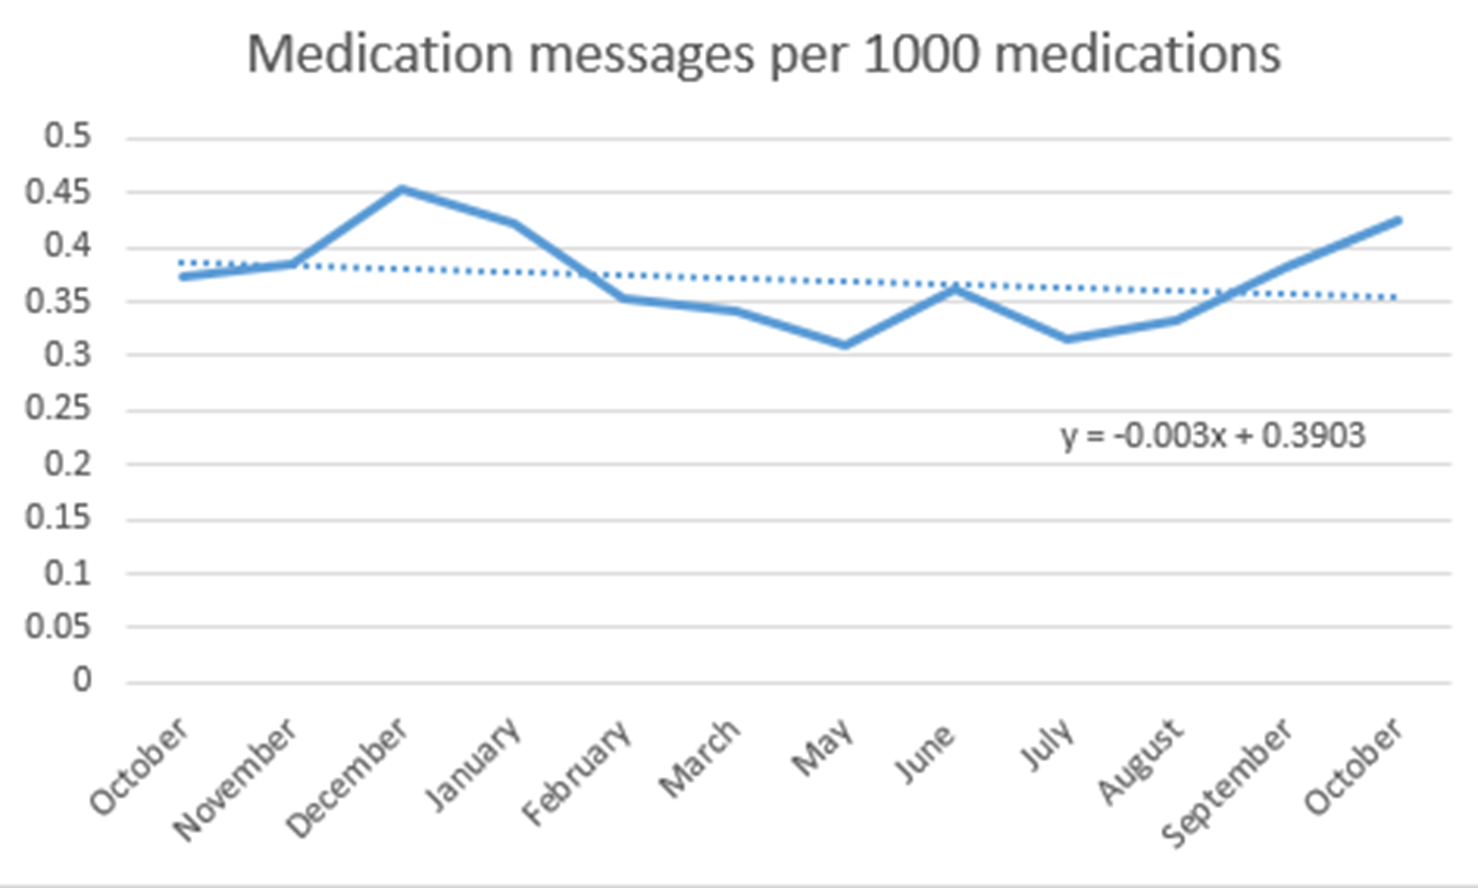 Medication messages per 1000 medications
0.5
0.45
0.4
0.35
0.3
0.25
0.2
0.15
0.1
0.05
0
y = -0.003x + 0.3903
October
November
December
January
February
March
May
June
July
August
September
October